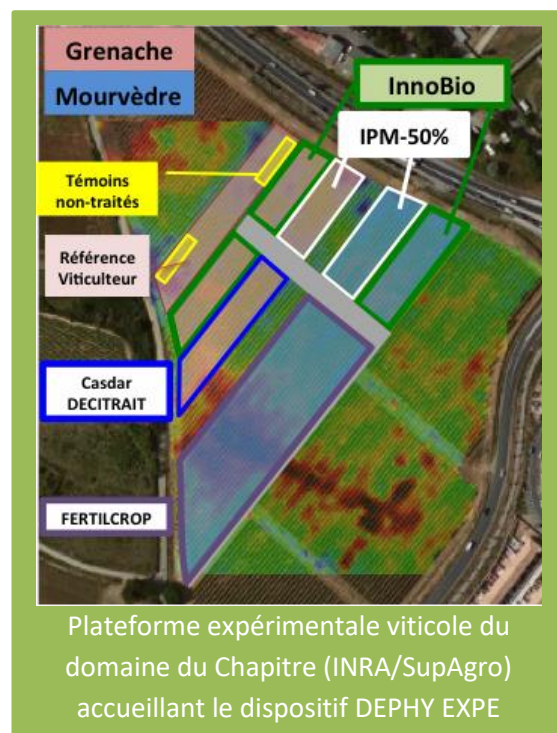 Grenache
Mourvèdre
InnoBio
IPM-50%
Témoins
non-traités
Référence
Viticulteur
Casdar
DECITRAIT
FERTILCROP
Plateforme expérimentale viticole du
domaine du Chapitre (INRA/SupAgro)
accueillant le dispositif DEPHY EXPE